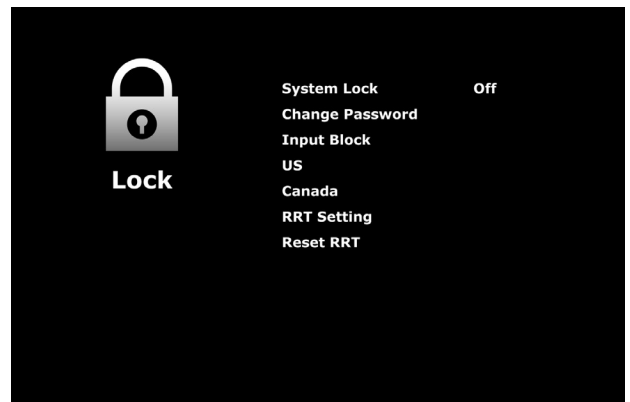 Lock
System Lock Off
Change Password
Input Block
US
Canada
RRT Setting
Reset RRT